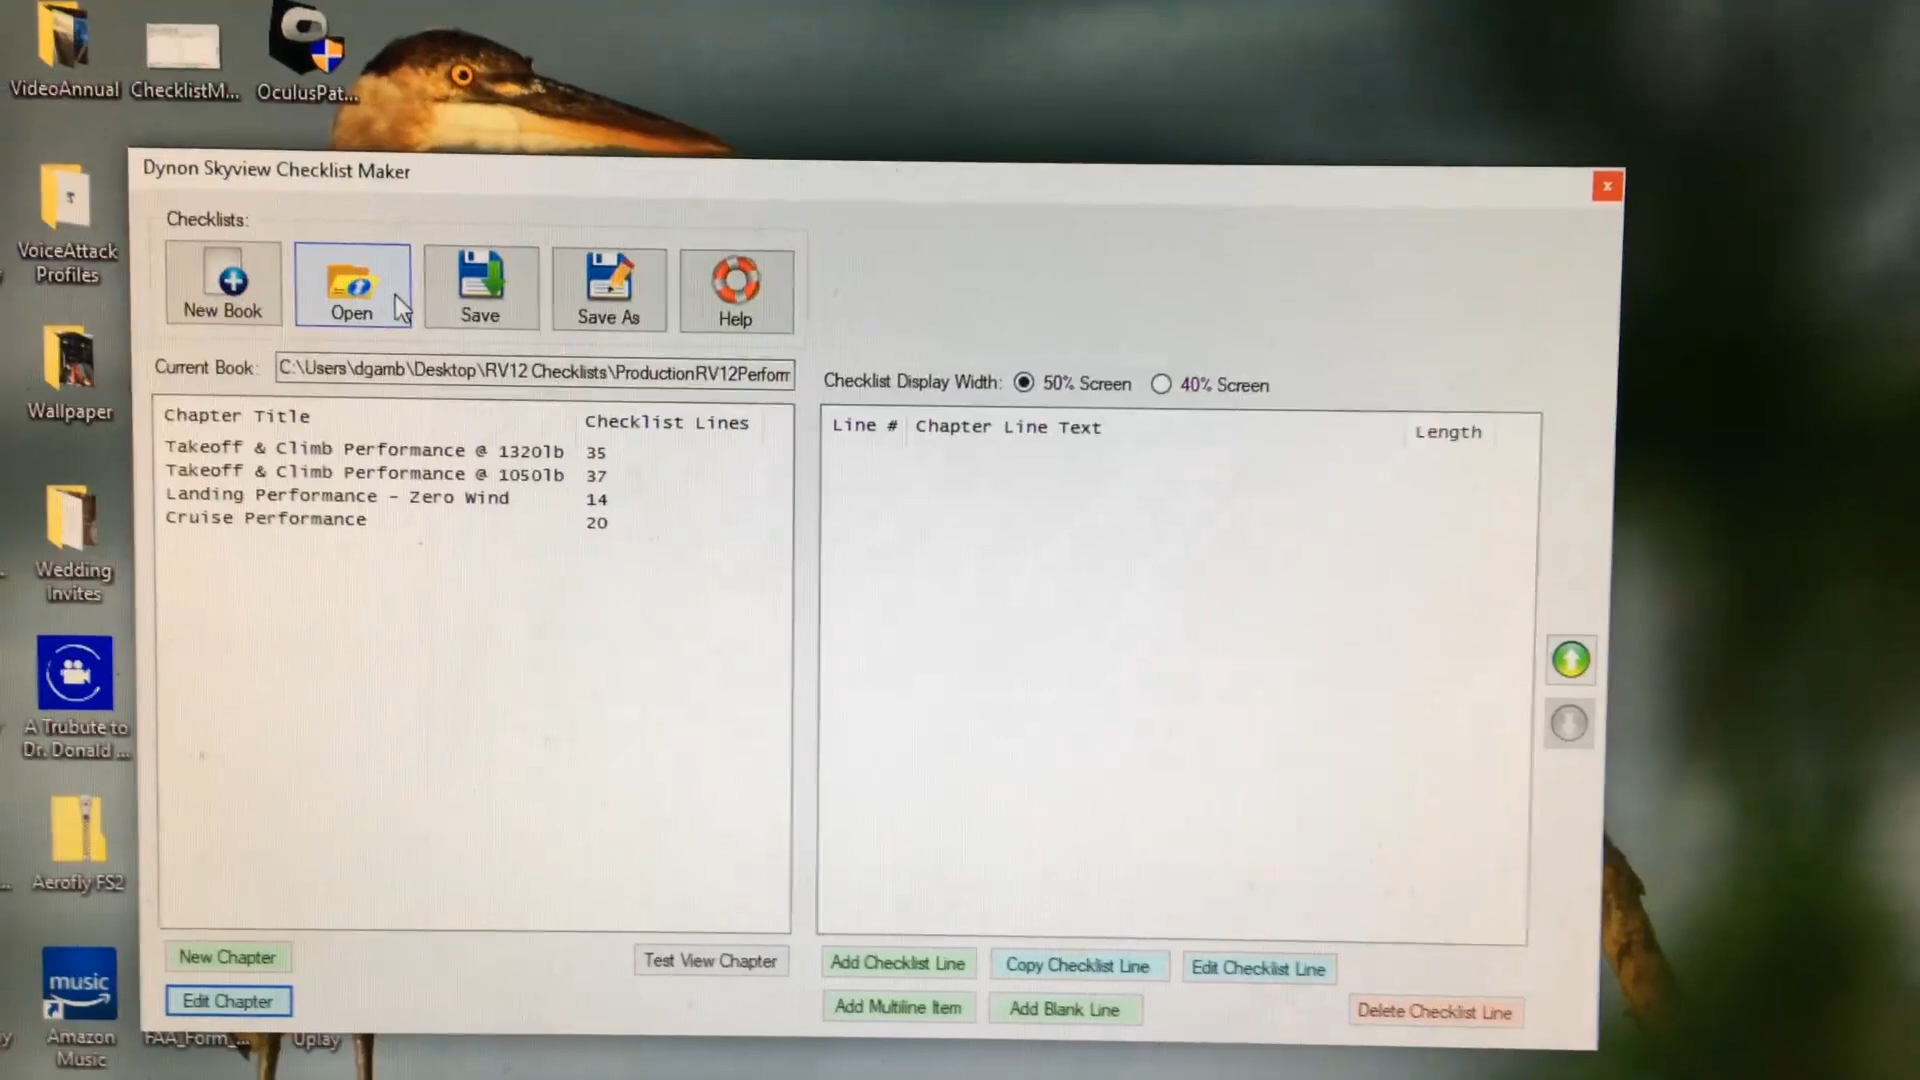 VideoAnnual
ChecklistM...
OculusPat...
VoiceAttack
Profiles
Wallpaper
Wedding
Invites
A Trubute to
Dr. Donald ...
Aerofly FS2
music
Amazon
Music
FAA_Form_...
Uplay
Dynon Skyview Checklist Maker
x
Checklists:
New Book
Open
Save
Save As
Help
Current Book:
C:\Users\dgamb\Desktop\RV12 Checklists\ProductionRV12Perform
Checklist Display Width:
50% Screen
40% Screen
Chapter Title Checklist Lines
Takeoff & Climb Performance @ 1320lb 35
Takeoff & Climb Performance @ 1050lb 37
Landing Performance - Zero Wind 14
Cruise Performance 20
Line # Chapter Line Text Length
New Chapter
Test View Chapter
Edit Chapter
Add Checklist Line
Copy Checklist Line
Edit Checklist Line
Add Multiline Item
Add Blank Line
Delete Checklist Line